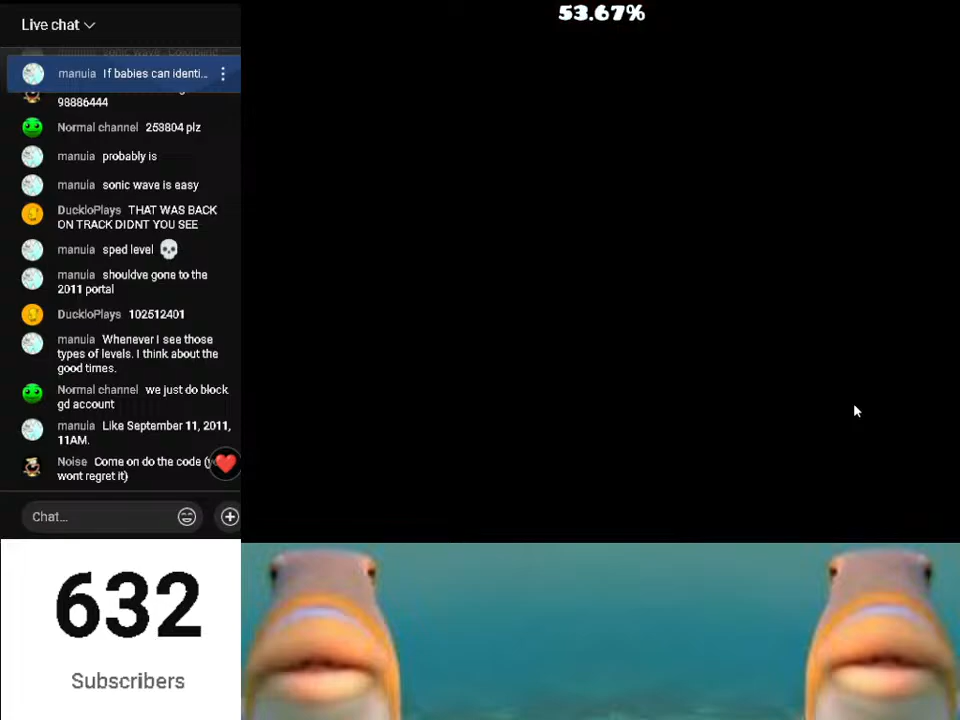 53.67%
Live chat
manula If babies can identi...
98886444
Normal channel 253804 plz
manula probably is
manula sonic wave is easy
DuckloPlays THAT WAS BACK
ON TRACK DIDNT YOU SEE
manula sped level 💀
manula shouldve gone to the
2011 portal
DuckloPlays 102512401
manula Whenever I see those
types of levels. I think about the
good times.
Normal channel we just do block
gd account
manula Like September 11, 2011,
11AM.
Noise Come on do the code
wont regret it)
Chat...
632
Subscribers